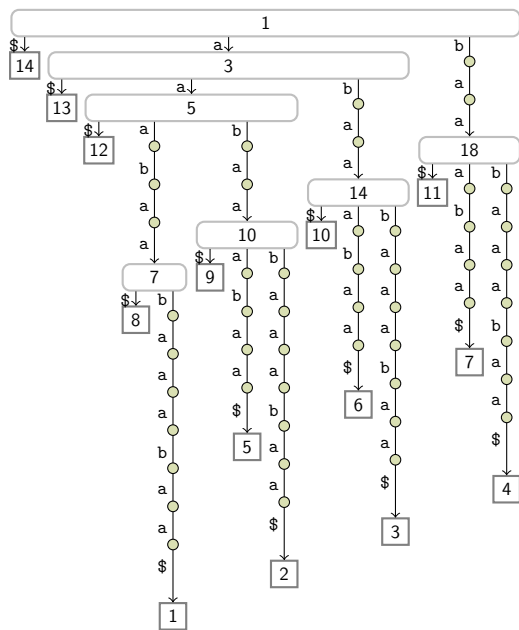 1
$ a b
14 3
$ a b a
13 5
$ a b a a
12 18
a b a a $ a b
14
a a $ a b b a
10
a a $ a b b a a a
7 10 9
$ b b a a a a a
8
a a a a a $ b
a a $ b 7 a
6
a $ a a a
5 11
b b a $
4
a a $
3
a $
2
$
1